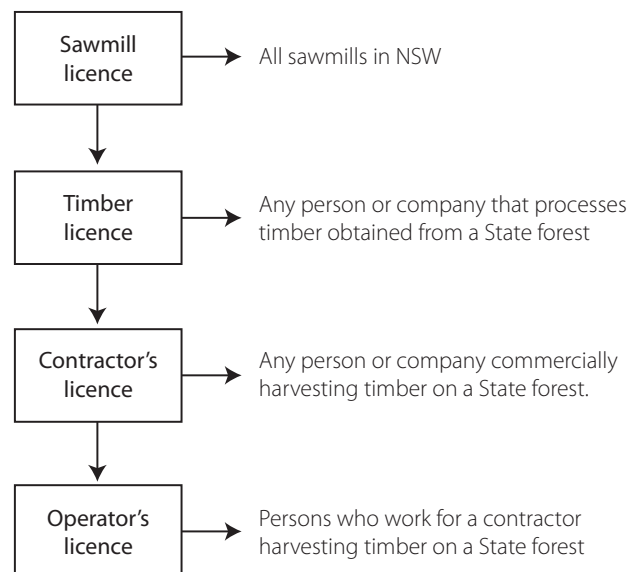 Sawmill
licence
All sawmills in NSW
Timber
licence
Any person or company that processes
timber obtained from a State forest
Contractor's
licence
Any person or company commercially
harvesting timber on a State forest.
Operator's
licence
Persons who work for a contractor
harvesting timber on a State forest